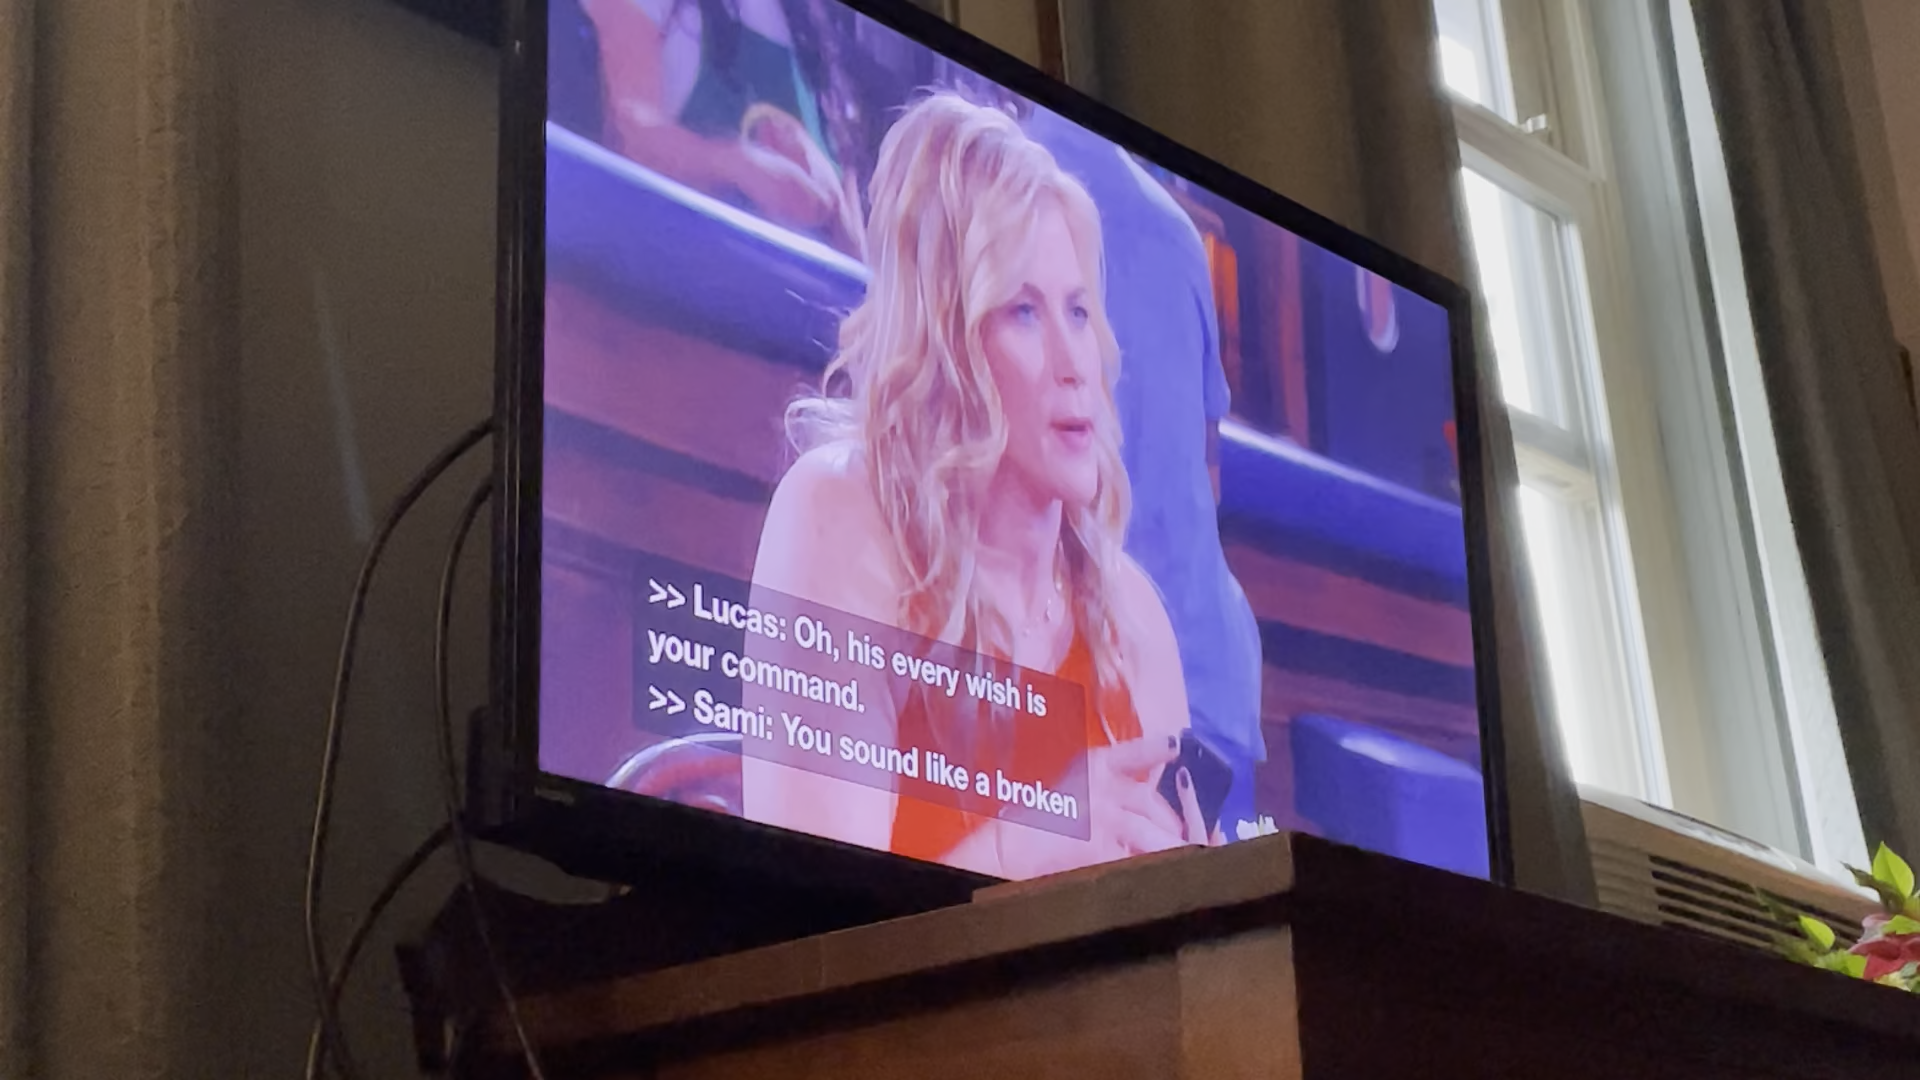 >> Lucas: Oh, his every wish is
your command.
>> Sami: You sound like a broken